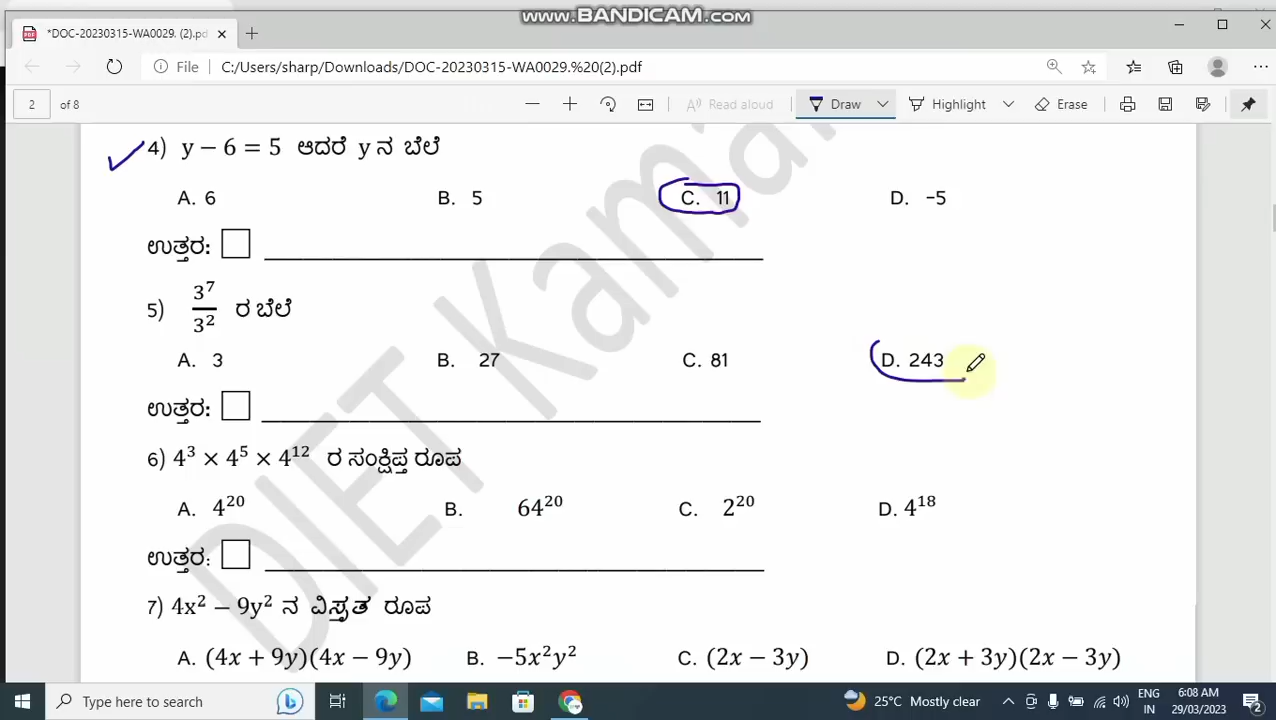 www.BANDICAM.com
*DOC-20230315-WA0029. (2).pd
File C:/Users/sharp/Downloads/DOC-20230315-WA0029.%20(2).pdf
2 of 8 Read aloud Draw Highlight Erase
4) y − 6 = 5 ಆದರೆ y ನ ಬೆಲೆ
A. 6 B. 5 C. 11 D. -5
ಉತ್ತರ:
5) 3⁷/3² ರ ಬೆಲೆ
A. 3 B. 27 C. 81 D. 243
ಉತ್ತರ:
6) 4³ × 4⁵ × 4¹² ರ ಸಂಕ್ಷಿಪ್ತ ರೂಪ
A. 4²⁰ B. 64²⁰ C. 2²⁰ D. 4¹⁸
ಉತ್ತರ:
7) 4x² − 9y² ನ ವಿಸ್ತೃತ ರೂಪ
A. (4x + 9y)(4x − 9y) B. −5x²y² C. (2x − 3y) D. (2x + 3y)(2x − 3y)
DIET Kama
Type here to search 25°C Mostly clear ENG 6:08 AM
IN 29/03/2023 2